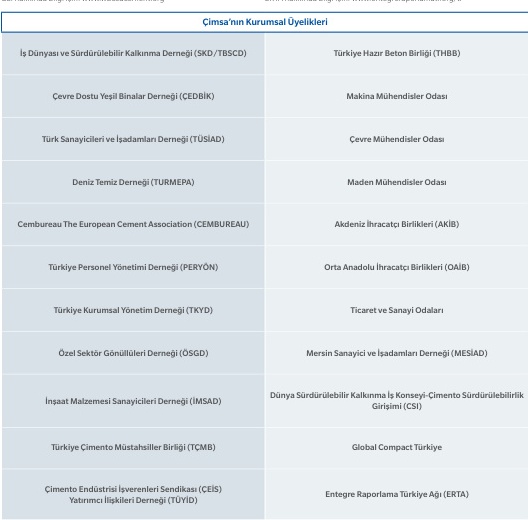 Çimsa'nın Kurumsal Üyelikleri
İş Dünyası ve Sürdürülebilir Kalkınma Derneği (SKD/TBSCD)
Türkiye Hazır Beton Birliği (THBB)
Çevre Dostu Yeşil Binalar Derneği (ÇEDBİK)
Makina Mühendisler Odası
Türk Sanayicileri ve İşadamları Derneği (TÜSİAD)
Çevre Mühendisler Odası
Deniz Temiz Derneği (TURMEPA)
Maden Mühendisler Odası
Cembureau The European Cement Association (CEMBUREAU)
Akdeniz İhracatçı Birlikleri (AKİB)
Türkiye Personel Yönetimi Derneği (PERYÖN)
Orta Anadolu İhracatçı Birlikleri (OAİB)
Türkiye Kurumsal Yönetim Derneği (TKYD)
Ticaret ve Sanayi Odaları
Özel Sektör Gönüllüleri Derneği (ÖSGD)
Mersin Sanayici ve İşadamları Derneği (MESİAD)
İnşaat Malzemesi Sanayicileri Derneği (İMSAD)
Dünya Sürdürülebilir Kalkınma İş Konseyi-Çimento Sürdürülebilirlik
Girişimi (CSI)
Türkiye Çimento Müstahsiller Birliği (TÇMB)
Global Compact Türkiye
Çimento Endüstrisi İşverenleri Sendikası (ÇEİS)
Yatırımcı İlişkileri Derneği (TÜYİD)
Entegre Raporlama Türkiye Ağı (ERTA)